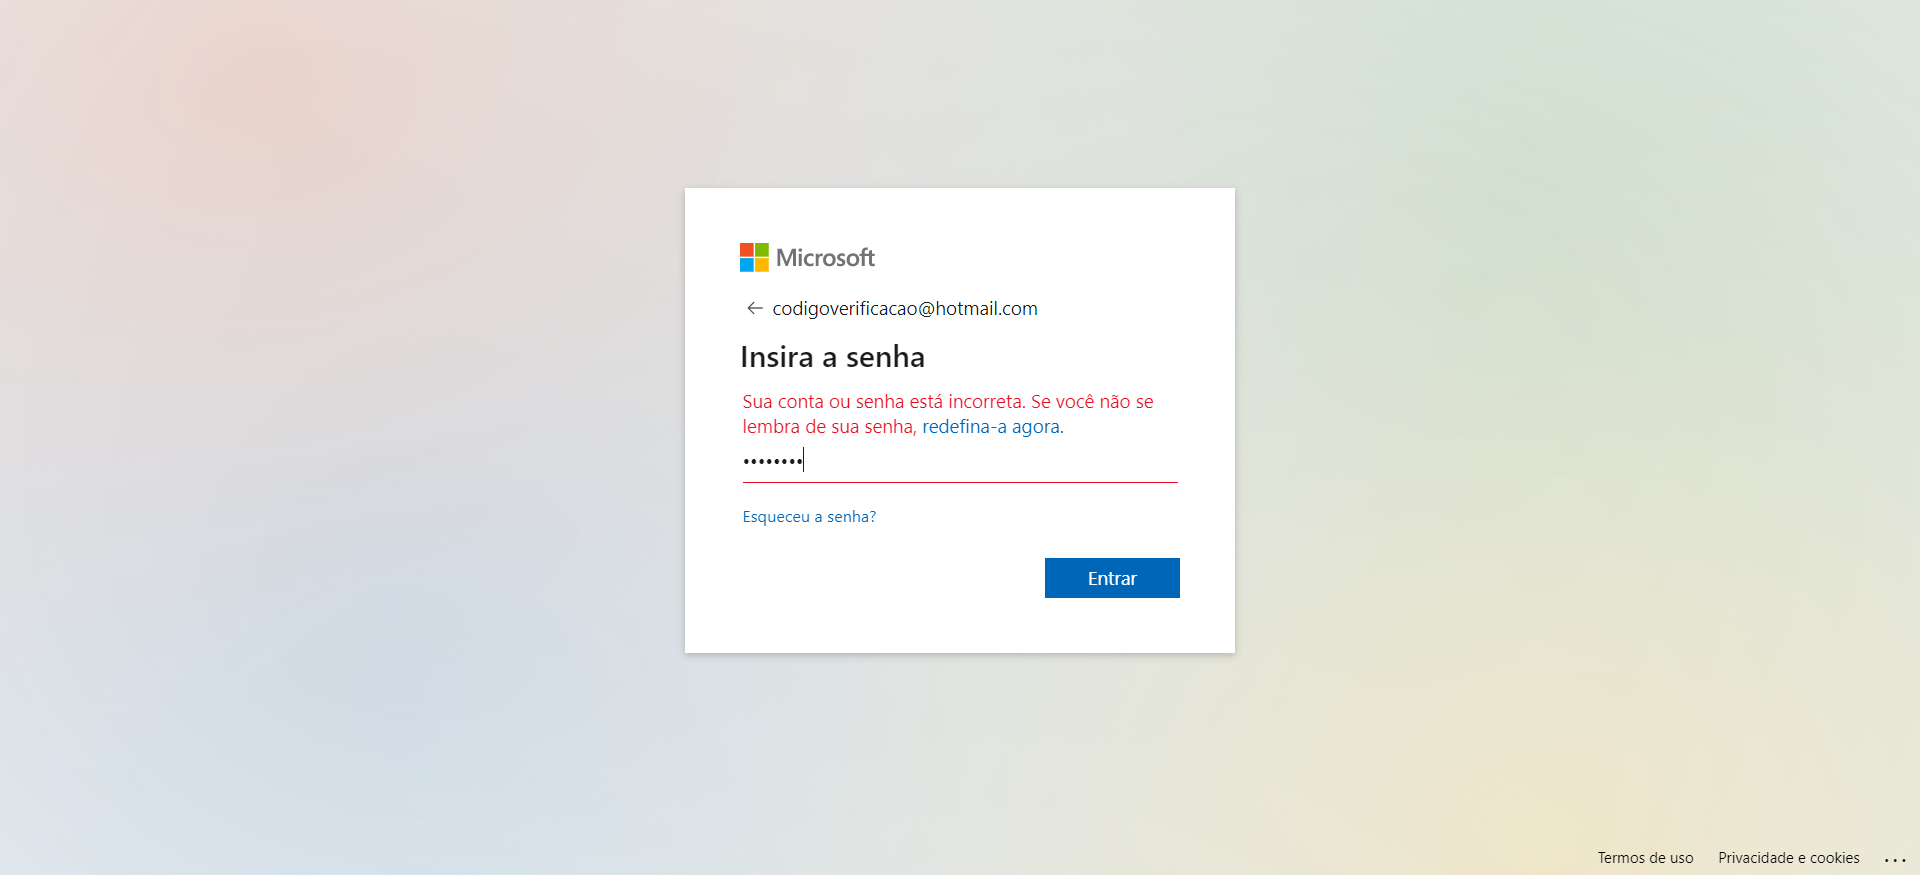 Microsoft
codigoverificacao@hotmail.com
Insira a senha
Sua conta ou senha está incorreta. Se você não se
lembra de sua senha, redefina-a agora.
••••••••
Esqueceu a senha?
Entrar
Termos de uso Privacidade e cookies ...